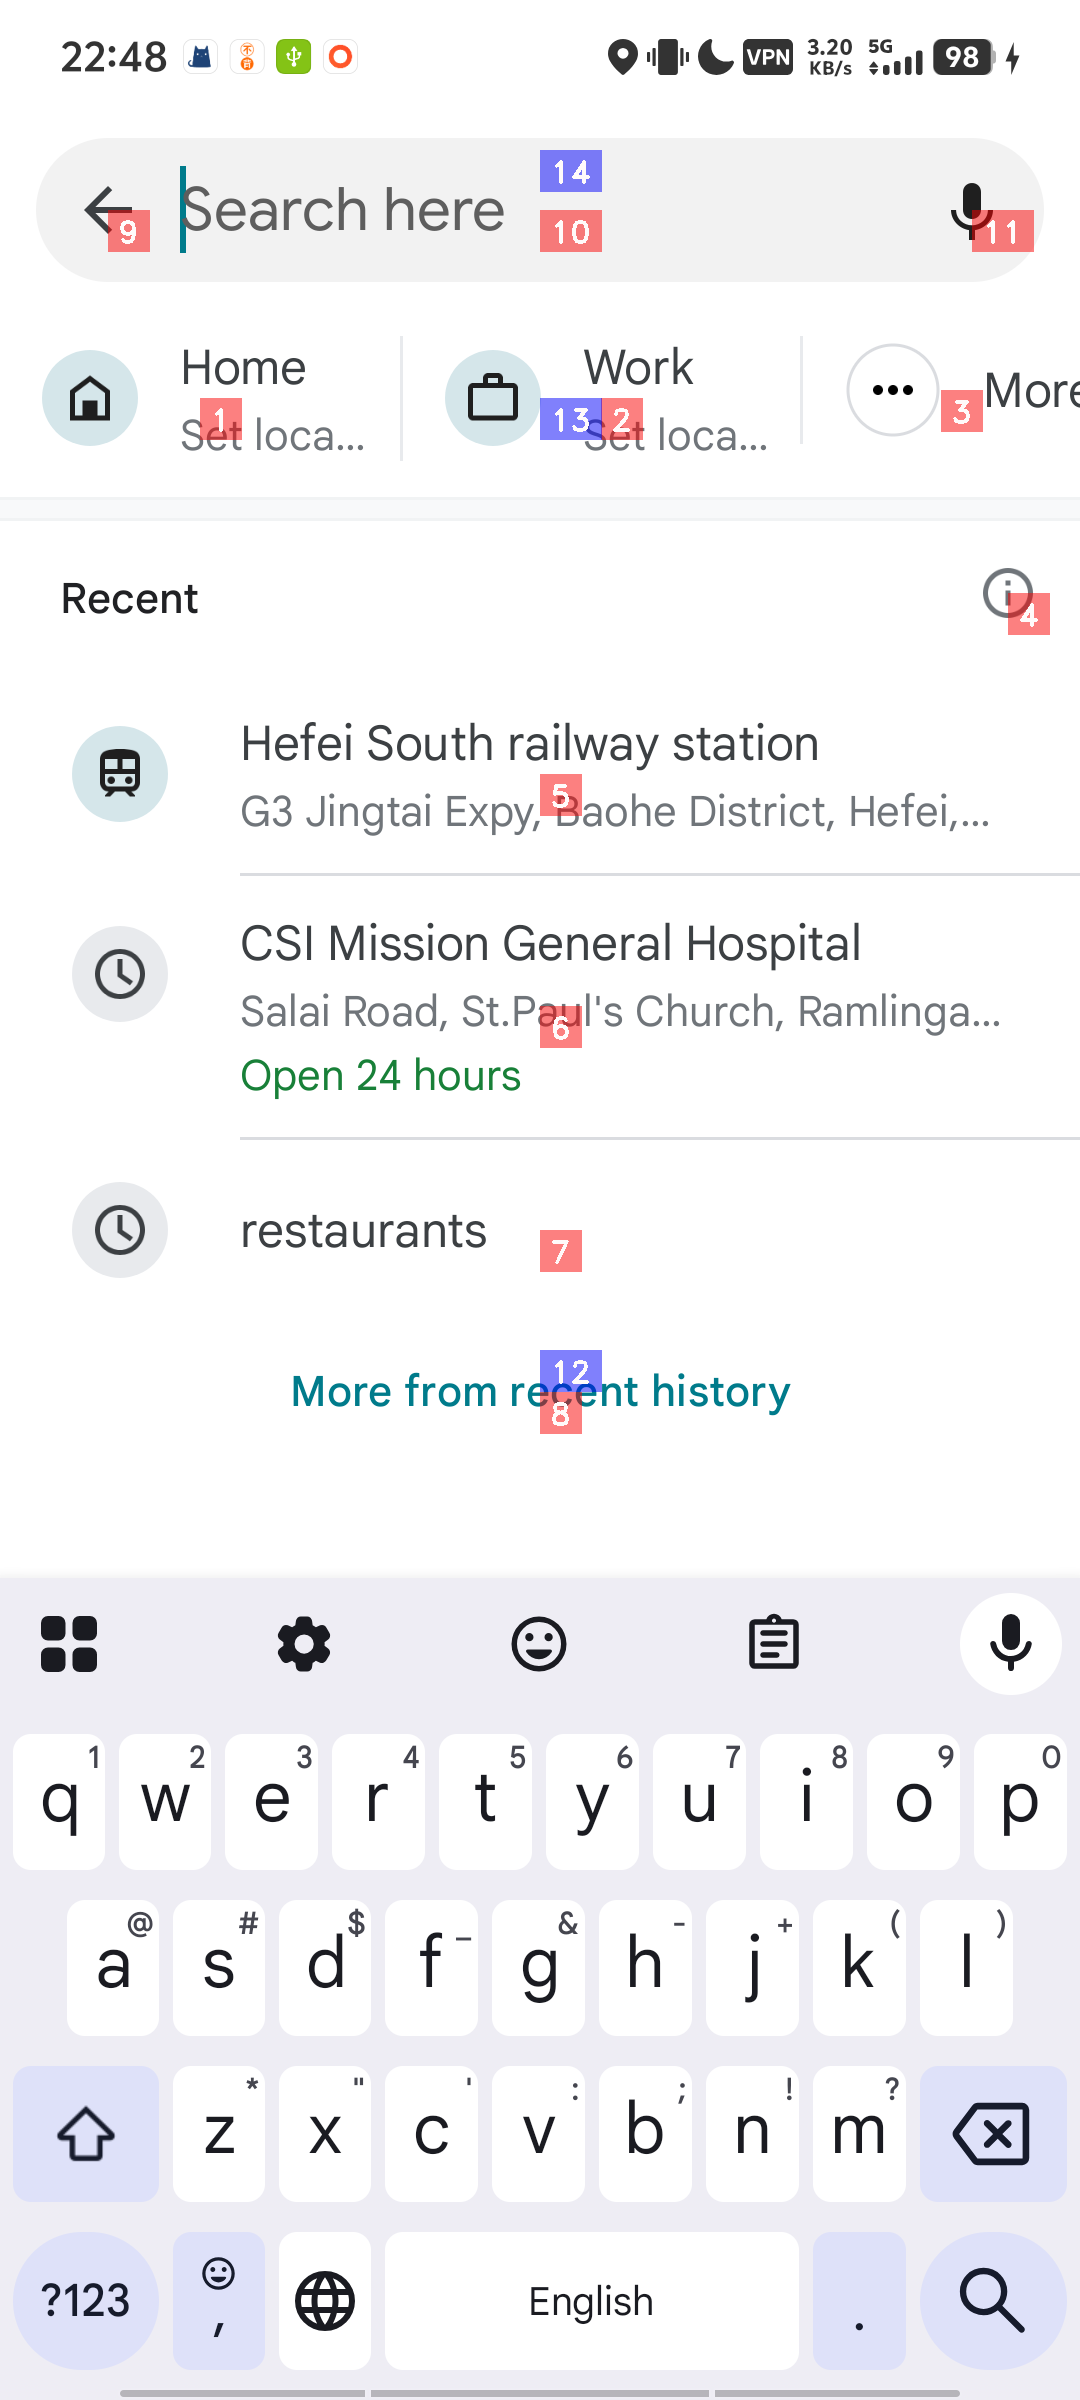 22:48 VPN 3.20 KB/s 5G 98
14
Search here
9 10 11
Home Work More
Set loca... Set loca...
1 13 2 3
Recent
4
Hefei South railway station
G3 Jingtai Expy, Baohe District, Hefei,...
5
CSI Mission General Hospital
Salai Road, St.Paul's Church, Ramlinga...
6
Open 24 hours
restaurants
7
12
More from recent history
8
1 2 3 4 5 6 7 8 9 0
q w e r t y u i o p
@ # $ _ & - + ( )
a s d f g h j k l
* " ' : ; ! ?
z x c v b n m
?123 , English .